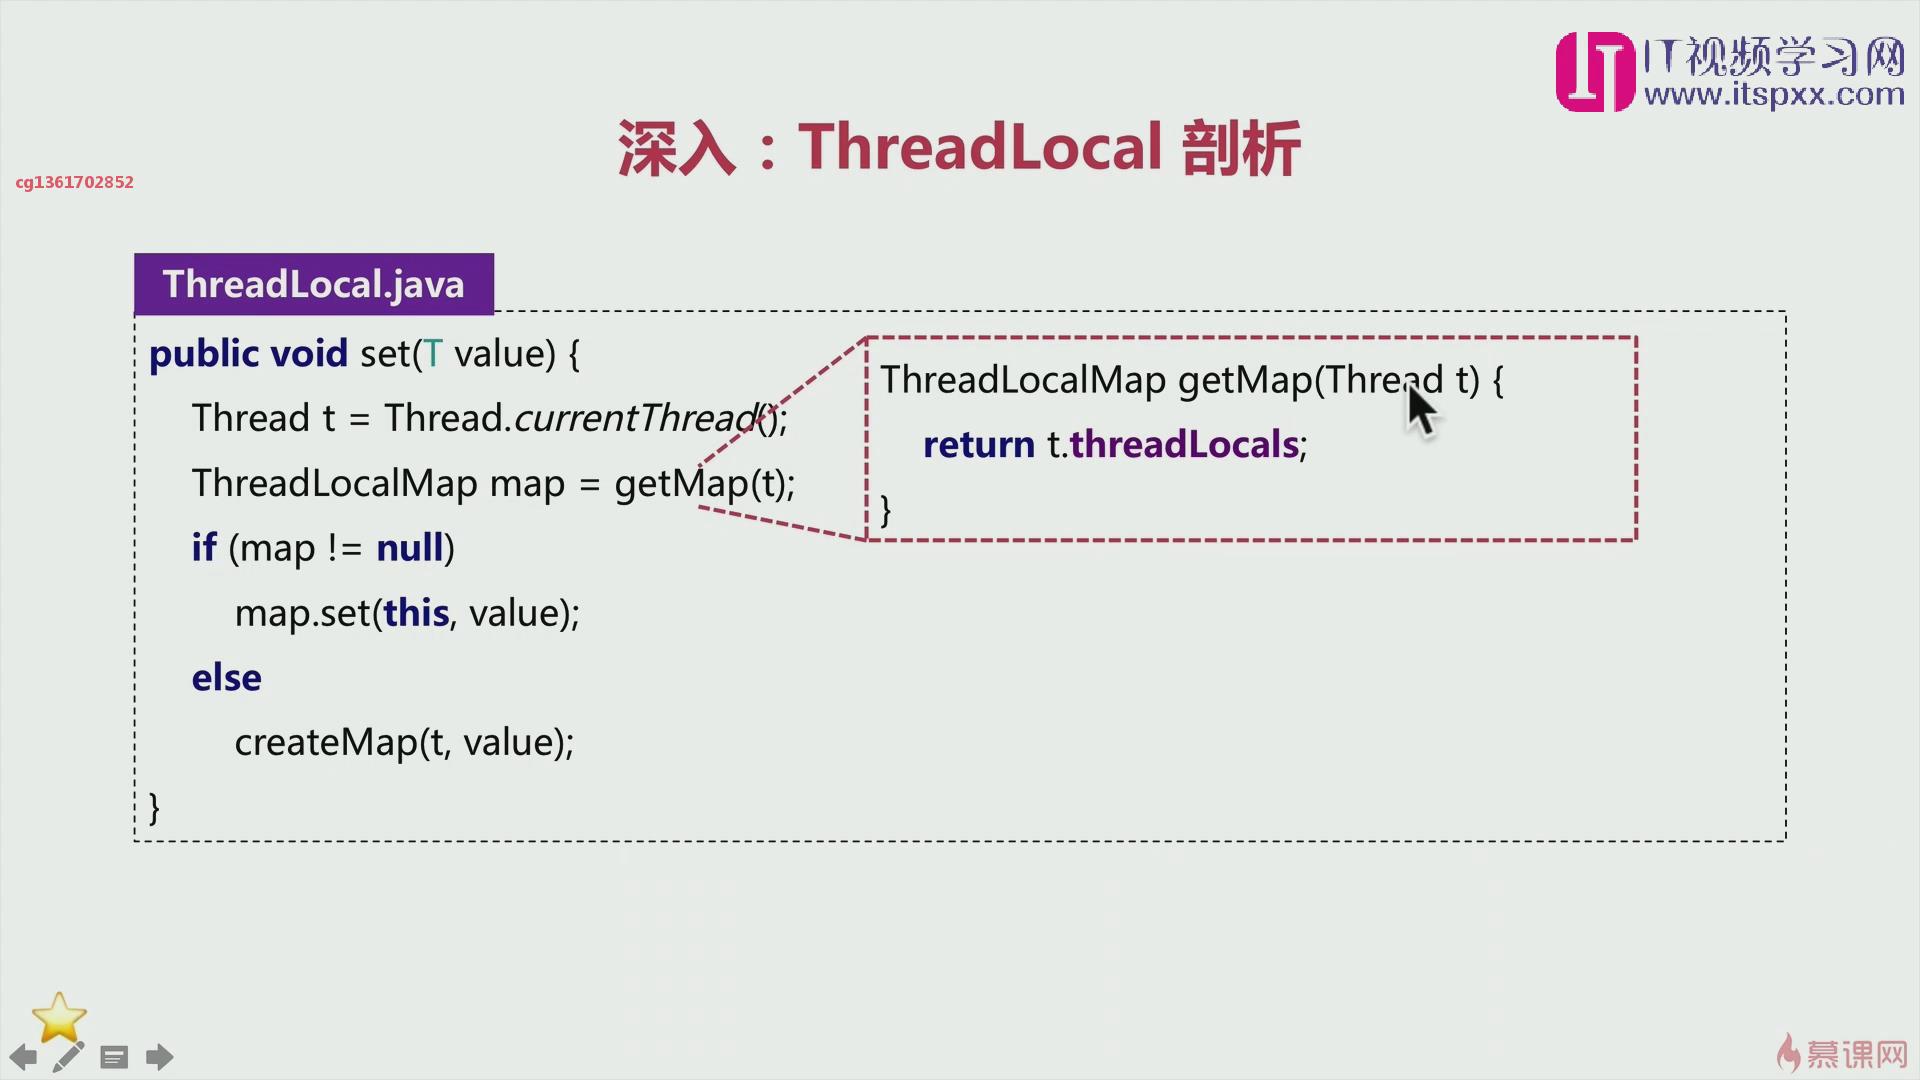 IT视频学习网
www.itspxx.com
深入：ThreadLocal 剖析
cg1361702852
ThreadLocal.java
public void set(T value) {
Thread t = Thread.currentThread();
ThreadLocalMap map = getMap(t);
if (map != null)
map.set(this, value);
else
createMap(t, value);
}
ThreadLocalMap getMap(Thread t) {
return t.threadLocals;
}
慕课网